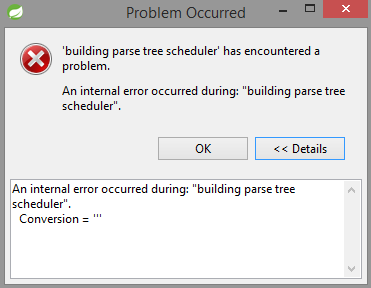 Problem Occurred
'building parse tree scheduler' has encountered a
problem.
An internal error occurred during: "building parse tree
scheduler".
OK
<< Details
An internal error occurred during: "building parse tree
scheduler".
Conversion = '''